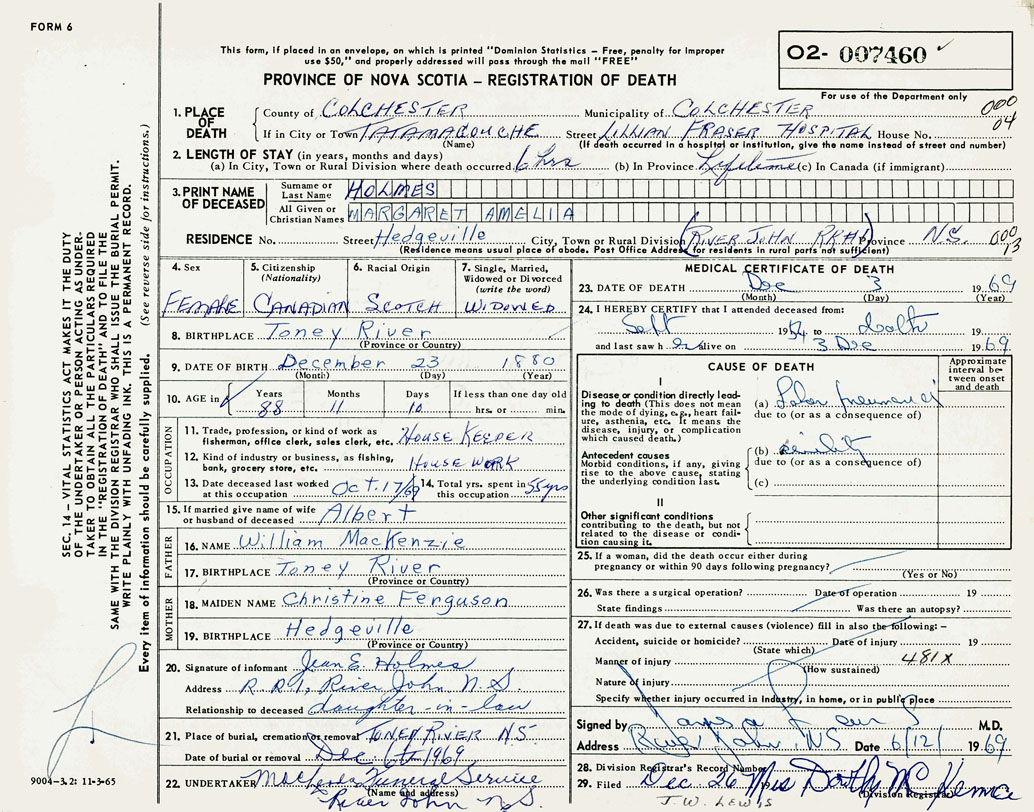 FORM 6
This form, if placed in an envelope, on which is printed "Dominion Statistics – Free, penalty for improper
use $50," and properly addressed will pass through the mail "FREE"
PROVINCE OF NOVA SCOTIA – REGISTRATION OF DEATH
02- 007460
For use of the Department only
000
04
1. PLACE OF DEATH
County of COLCHESTER Municipality of COLCHESTER
If in City or Town TATAMAGOUCHE Street LILLIAN FRASER HOSPITAL House No.
(Name) (If death occurred in a hospital or institution, give the name instead of street and number)
2. LENGTH OF STAY (in years, months and days)
(a) In City, Town or Rural Division where death occurred 6 hrs (b) In Province Lifetime (c) In Canada (if immigrant)
3. PRINT NAME OF DECEASED
Surname or Last Name HOLMES
All Given or Christian Names MARGARET AMELIA
RESIDENCE No. Street Hedgeville City, Town or Rural Division (RIVER JOHN RR#1) Province N.S.
000
13
(Residence means usual place of abode. Post Office Address for residents in rural ports not sufficient)
4. Sex
FEMALE
5. Citizenship
(Nationality)
CANADIAN
6. Racial Origin
SCOTCH
7. Single, Married,
Widowed or Divorced
(write the word)
WIDOWED
8. BIRTHPLACE Toney River
(Province or Country)
9. DATE OF BIRTH December 23 1880
(Month) (Day) (Year)
10. AGE in
Years Months Days If less than one day old
88 11 10 hrs. or min.
OCCUPATION
11. Trade, profession, or kind of work as
fisherman, office clerk, sales clerk, etc. HOUSE KEEPER
12. Kind of industry or business, as fishing,
bank, grocery store, etc. HOUSE WORK
13. Date deceased last worked
at this occupation Oct. 17/69
14. Total yrs. spent in
this occupation 55 yrs
15. If married give name of wife
or husband of deceased Albert
FATHER
16. NAME William MacKenzie
17. BIRTHPLACE Toney River
(Province or Country)
MOTHER
18. MAIDEN NAME Christine Ferguson
19. BIRTHPLACE Hedgeville
(Province or Country)
20. Signature of informant Jean E. Holmes
Address R.R.1, River John N.S.
Relationship to deceased daughter-in-law
21. Place of burial, cremation or removal TONEY RIVER NS
Date of burial or removal Dec 6th 1969
22. UNDERTAKER Funeral Service
(Name and address)
River John N.S.
MEDICAL CERTIFICATE OF DEATH
23. DATE OF DEATH Dec 3 1969
(Month) (Day) (Year)
24. I HEREBY CERTIFY that I attended deceased from:
Sept 19 to death 19
and last saw h er alive on 3 Dec 1969
CAUSE OF DEATH
Approximate
interval be-
tween onset
and death
I
Disease or condition directly lead-
ing to death (This does not mean
the mode of dying, e.g., heart fail-
ure, asthenia, etc. It means the
disease, injury, or complication
which caused death.)
(a) Lobar pneumonia
due to (or as a consequence of)
Antecedent causes
Morbid conditions, if any, giving
rise to the above cause, stating
the underlying condition last.
(b) senility
due to (or as a consequence of)
(c)
II
Other significant conditions
contributing to the death, but not
related to the disease or condi-
tion causing it.
25. If a woman, did the death occur either during
pregnancy or within 90 days following pregnancy?
(Yes or No)
26. Was there a surgical operation? Date of operation 19
State findings Was there an autopsy?
27. If death was due to external causes (violence) fill in also the following: –
Accident, suicide or homicide? Date of injury 19
(State which)
Manner of injury 481X
(How sustained)
Nature of injury
Specify whether injury occurred in industry, in home, or in public place
Signed by M.D.
Address River John, NS Date 6/12/ 1969
28. Division Registrar's Record Number
29. Filed Dec 26 19 Mrs Dorothy
(Division Registrar)
J.W. LEWIS
SEC. 14 – VITAL STATISTICS ACT MAKES IT THE DUTY
OF THE UNDERTAKER OR PERSON ACTING AS UNDER-
TAKER TO OBTAIN ALL THE PARTICULARS REQUIRED
IN THE "REGISTRATION OF DEATH" AND TO FILE THE
SAME WITH THE DIVISION REGISTRAR WHO SHALL ISSUE THE BURIAL PERMIT.
WRITE PLAINLY WITH UNFADING INK. THIS IS A PERMANENT RECORD.
Every item of information should be carefully supplied. (See reverse side for instructions.)
9004-3.2: 11-3-65